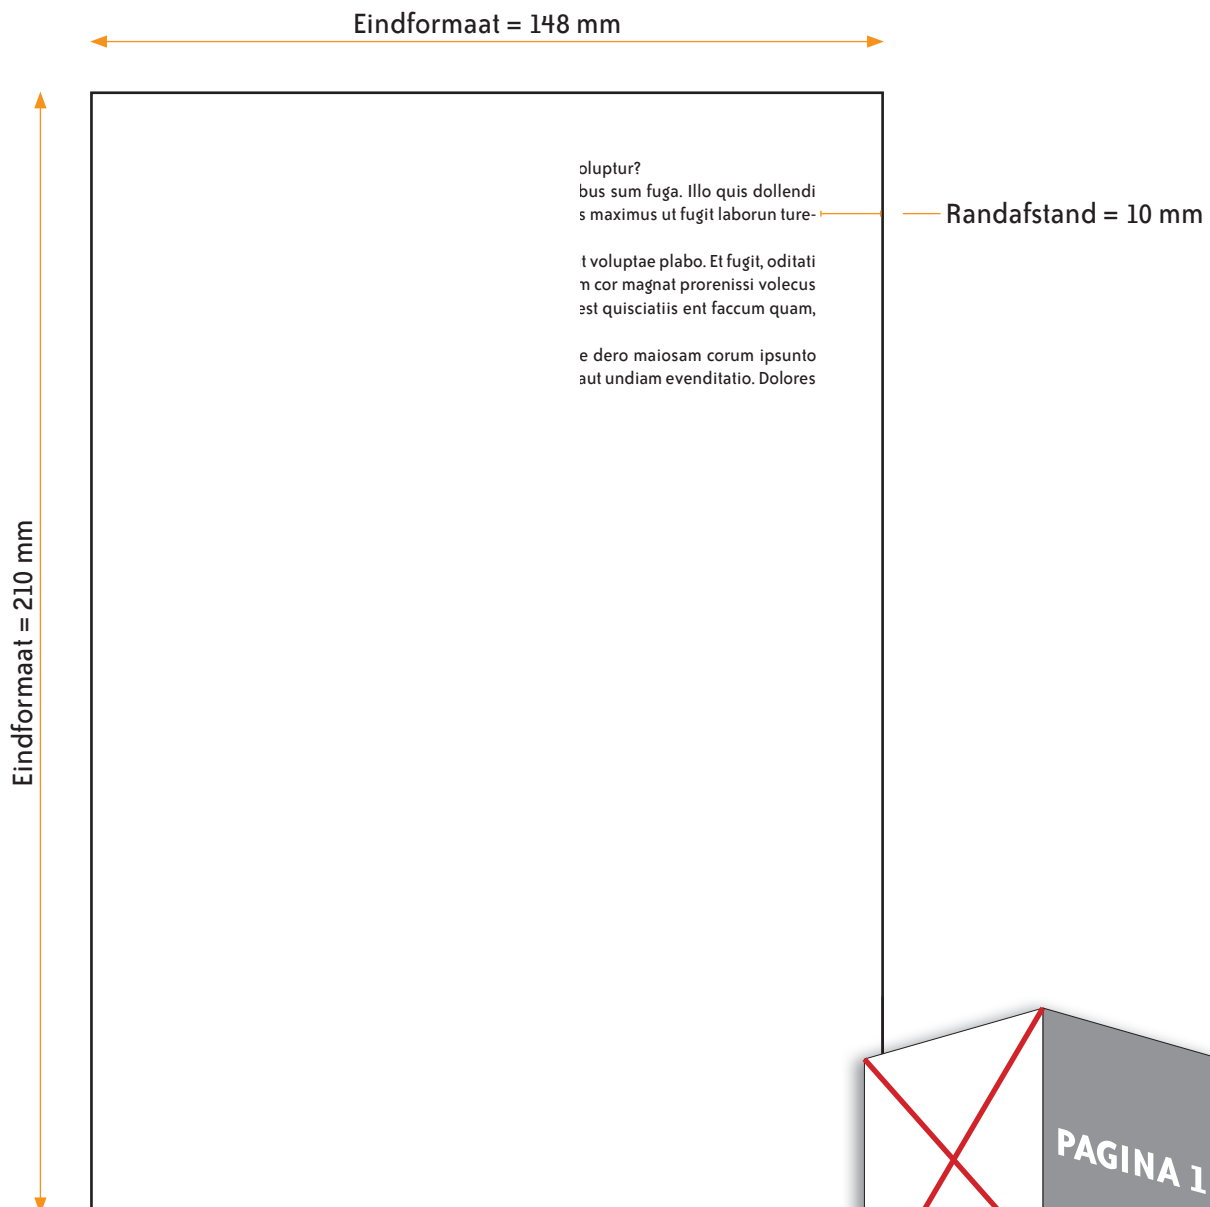 Eindformaat = 148 mm
oluptur?
bus sum fuga. Illo quis dollendi
s maximus ut fugit laborun ture-
Randafstand = 10 mm
t voluptae plabo. Et fugit, oditati
m cor magnat prorenissi volecus
est quisciatiis ent faccum quam,
e dero maiosam corum ipsunto
aut undiam evenditatio. Dolores
Eindformaat = 210 mm
PAGINA 1